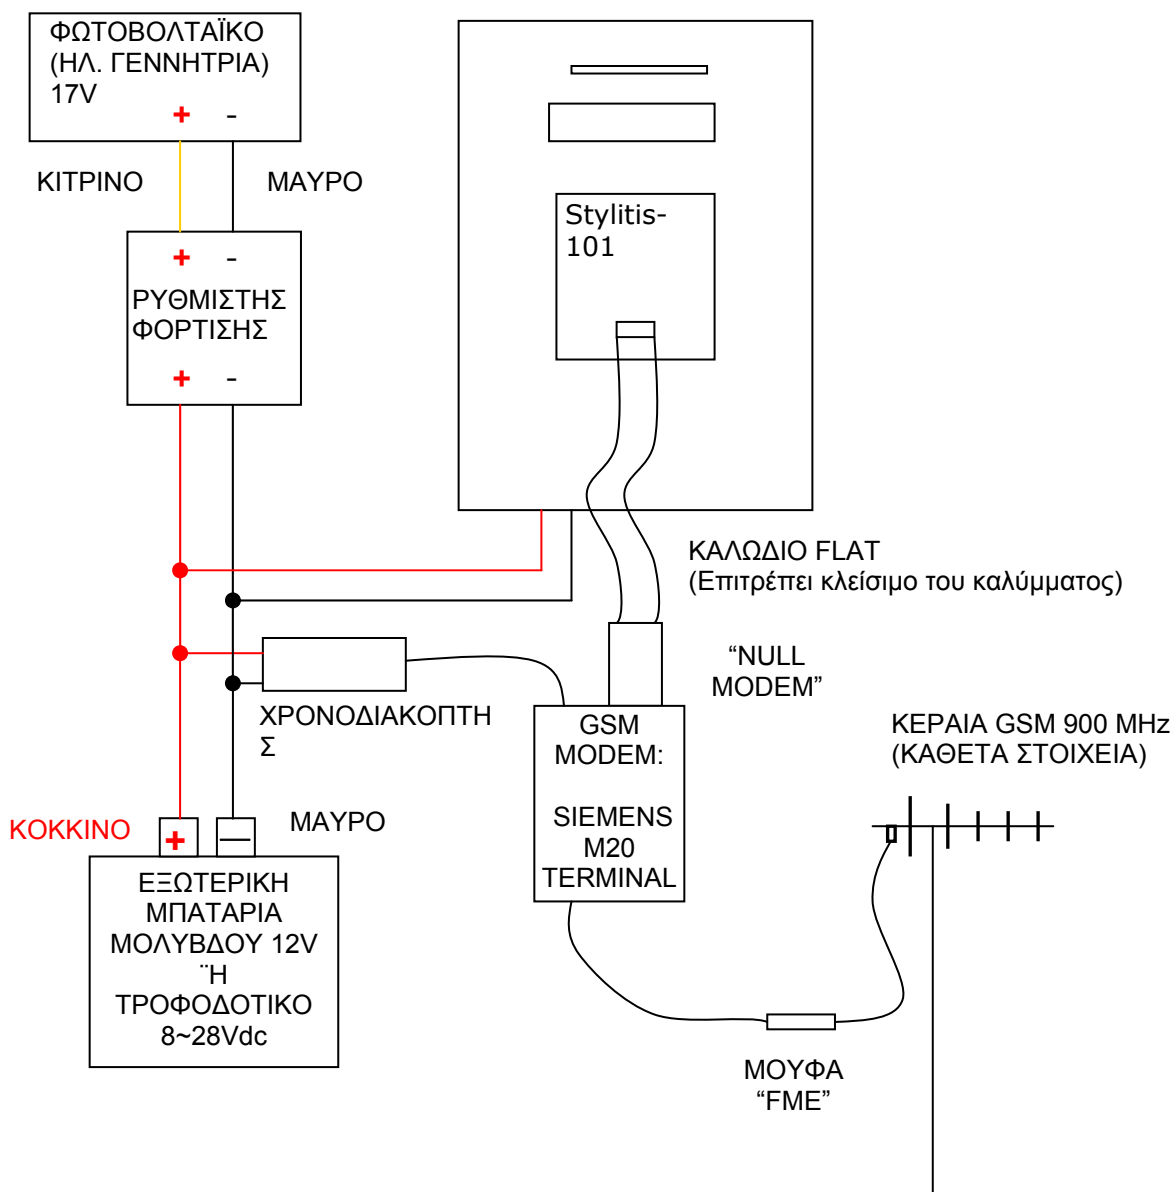 ΦΩΤΟΒΟΛΤΑΪΚΟ
(ΗΛ. ΓΕΝΝΗΤΡΙΑ)
17V
+ -
ΚΙΤΡΙΝΟ
ΜΑΥΡΟ
+ -
ΡΥΘΜΙΣΤΗΣ
ΦΟΡΤΙΣΗΣ
+ -
Stylitis-
101
ΚΑΛΩΔΙΟ FLAT
(Επιτρέπει κλείσιμο του καλύμματος)
“NULL
MODEM”
ΧΡΟΝΟΔΙΑΚΟΠΤΗ
Σ
GSM
MODEM:
SIEMENS
M20
TERMINAL
ΚΕΡΑΙΑ GSM 900 MHz
(ΚΑΘΕΤΑ ΣΤΟΙΧΕΙΑ)
ΚΟΚΚΙΝΟ
+ —
ΜΑΥΡΟ
ΕΞΩΤΕΡΙΚΗ
ΜΠΑΤΑΡΙΑ
ΜΟΛΥΒΔΟΥ 12V
¨Η
ΤΡΟΦΟΔΟΤΙΚΟ
8~28Vdc
ΜΟΥΦΑ
“FME”